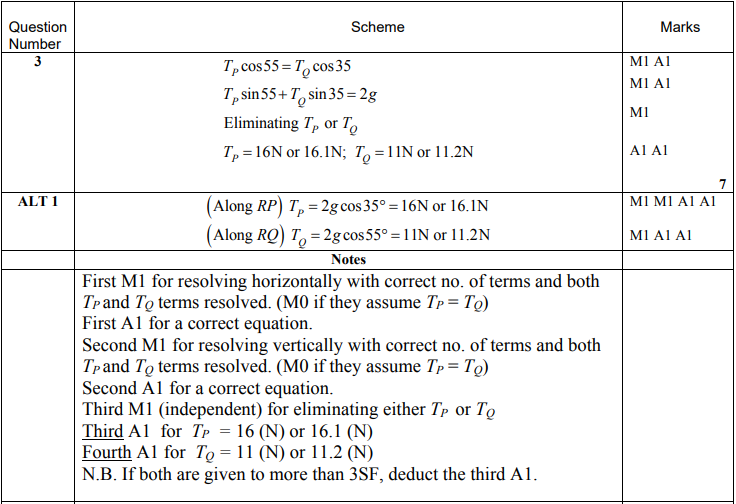 Question Number Scheme Marks
3 T_P cos55 = T_Q cos35 M1 A1
T_P sin55 + T_Q sin35 = 2g M1 A1
Eliminating T_P or T_Q M1
T_P = 16N or 16.1N; T_Q = 11N or 11.2N A1 A1
7
ALT 1 (Along RP) T_P = 2g cos35° = 16N or 16.1N M1 M1 A1 A1
(Along RQ) T_Q = 2g cos55° = 11N or 11.2N M1 A1 A1
Notes
First M1 for resolving horizontally with correct no. of terms and both
T_P and T_Q terms resolved. (M0 if they assume T_P = T_Q)
First A1 for a correct equation.
Second M1 for resolving vertically with correct no. of terms and both
T_P and T_Q terms resolved. (M0 if they assume T_P = T_Q)
Second A1 for a correct equation.
Third M1 (independent) for eliminating either T_P or T_Q
Third A1 for T_P = 16 (N) or 16.1 (N)
Fourth A1 for T_Q = 11 (N) or 11.2 (N)
N.B. If both are given to more than 3SF, deduct the third A1.